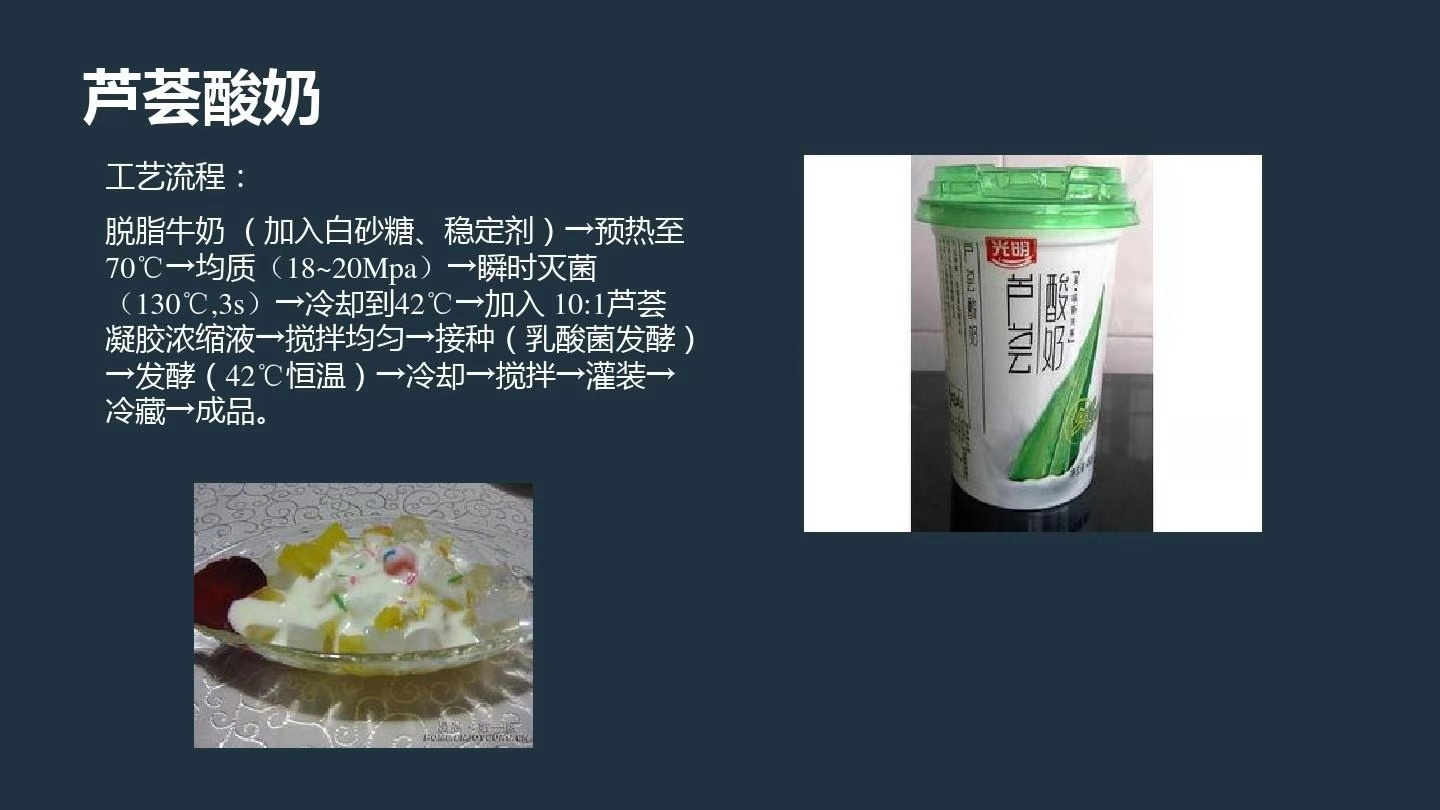 芦荟酸奶
工艺流程：
脱脂牛奶 （加入白砂糖、稳定剂）→预热至
70℃→均质（18~20Mpa）→瞬时灭菌
（130℃,3s）→冷却到42℃→加入 10:1芦荟
凝胶浓缩液→搅拌均匀→接种（乳酸菌发酵）
→发酵（42℃恒温）→冷却→搅拌→灌装→
冷藏→成品。
光明
芦荟
酸奶
芦荟酸奶